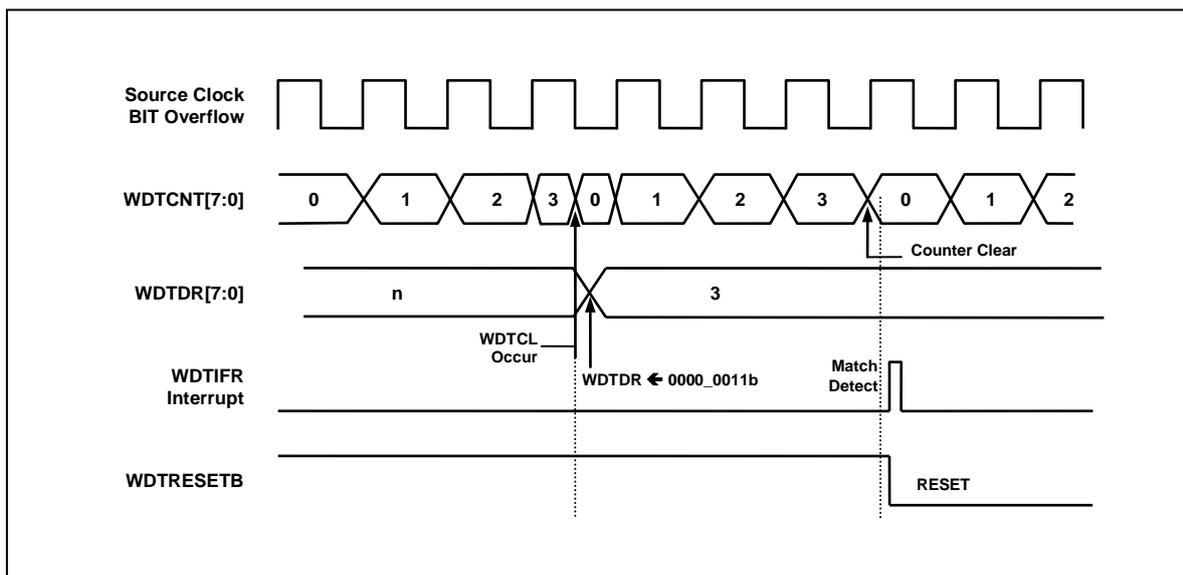 Source Clock
BIT Overflow
WDTCNT[7:0]
0 1 2 3 0 1 2 3 0 1 2
Counter Clear
WDTDR[7:0]
n 3
WDTCL
Occur
WDTDR 🡸 0000_0011b
WDTIFR
Interrupt
Match
Detect
WDTRESETB
RESET